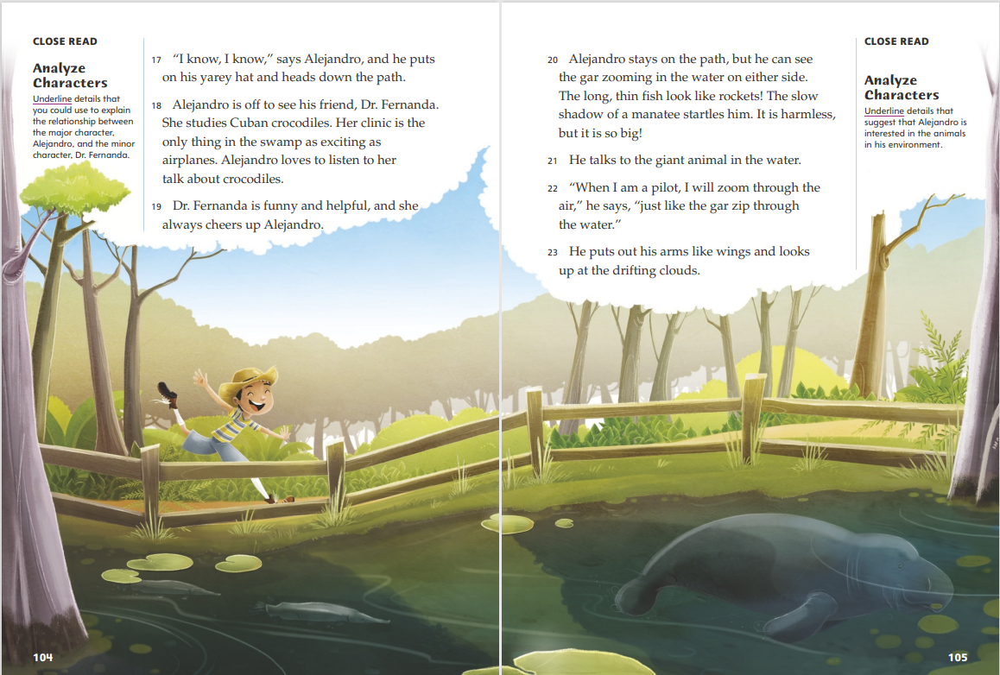 CLOSE READ
Analyze
Characters
Underline details that
you could use to explain
the relationship between
the major character,
Alejandro, and the minor
character, Dr. Fernanda.
17 “I know, I know,” says Alejandro, and he puts
on his yarey hat and heads down the path.
18 Alejandro is off to see his friend, Dr. Fernanda.
She studies Cuban crocodiles. Her clinic is the
only thing in the swamp as exciting as
airplanes. Alejandro loves to listen to her
talk about crocodiles.
19 Dr. Fernanda is funny and helpful, and she
always cheers up Alejandro.
104
20 Alejandro stays on the path, but he can see
the gar zooming in the water on either side.
The long, thin fish look like rockets! The slow
shadow of a manatee startles him. It is harmless,
but it is so big!
21 He talks to the giant animal in the water.
22 “When I am a pilot, I will zoom through the
air,” he says, “just like the gar zip through
the water.”
23 He puts out his arms like wings and looks
up at the drifting clouds.
CLOSE READ
Analyze
Characters
Underline details that
suggest that Alejandro is
interested in the animals
in his environment.
105